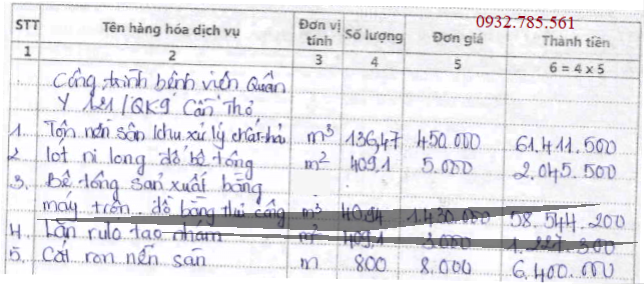 0932.785.561
STT Tên hàng hóa dịch vụ Đơn vị tính Số lượng Đơn giá Thành tiền
1 2 3 4 5 6 = 4 x 5
Công trình bệnh viện Quân
Y 121/QK9 Cần Thơ
1. Tôn nền sân khu xử lý chất thải m³ 136,47 450.000 61.411.500
2 Lót ni long đổ bê tông m² 409,1 5.000 2.045.500
3. Bê tông sản xuất bằng
máy trộn đổ bằng thủ công m³ 40,94 1.430.000 58.544.200
4. Lăn rulo tạo nhám m² 409,1 3.000 1.227.300
5. Cắt ron nền sân m 800 8.000 6.400.000